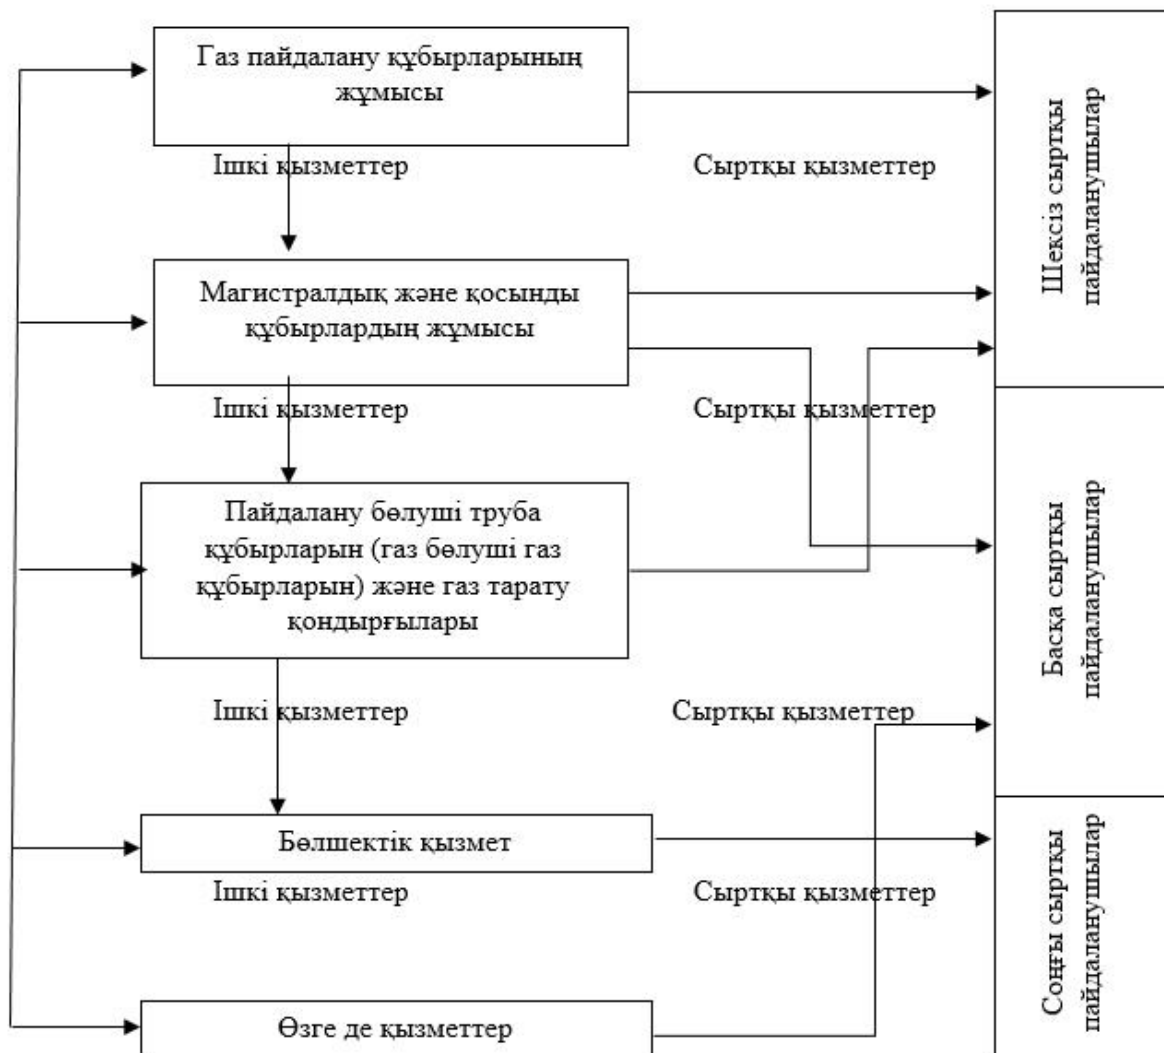 Газ пайдалану құбырларының
жұмысы
Ішкі қызметтер
Сыртқы қызметтер
Магистралдық және қосынды
құбырлардың жұмысы
Ішкі қызметтер
Сыртқы қызметтер
Пайдалану бөлуші труба
құбырларын (газ бөлуші газ
құбырларын) және газ тарату
қондырғылары
Ішкі қызметтер
Сыртқы қызметтер
Бөлшектік қызмет
Ішкі қызметтер
Сыртқы қызметтер
Өзге де қызметтер
Шексіз сыртқы
пайдаланушылар
Басқа сыртқы
пайдаланушылар
Соңғы сыртқы
пайдаланушылар